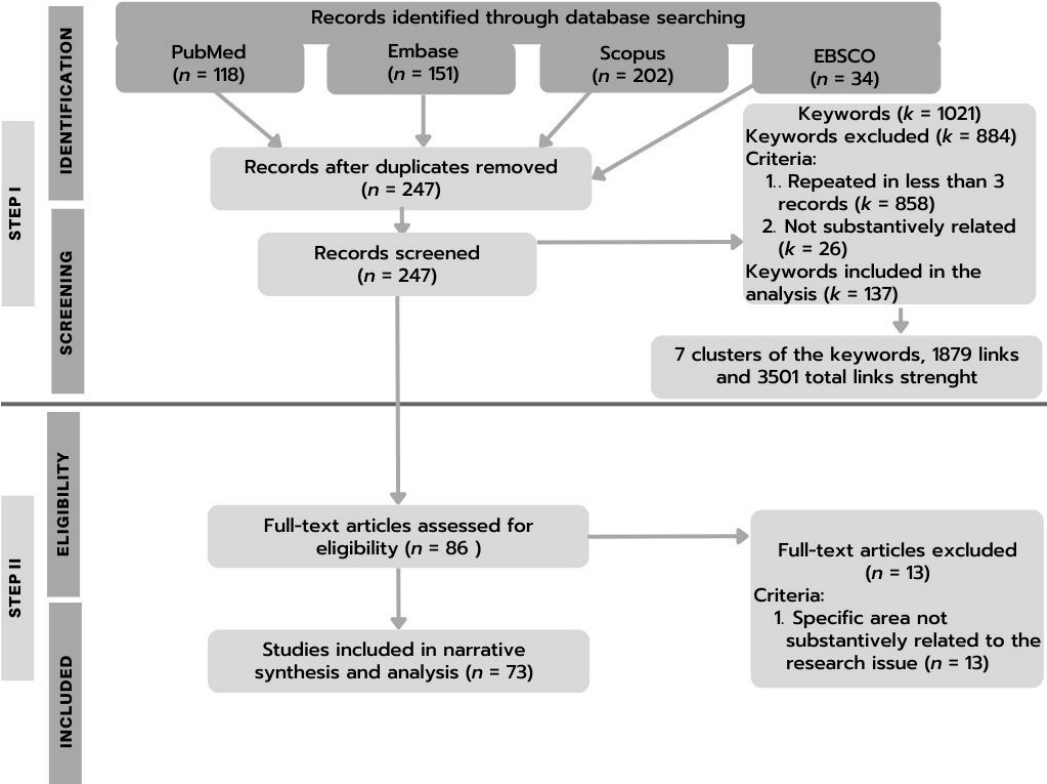 Records identified through database searching
PubMed
(n = 118)
Embase
(n = 151)
Scopus
(n = 202)
EBSCO
(n = 34)
STEP I
IDENTIFICATION
Records after duplicates removed
(n = 247)
Keywords (k = 1021)
Keywords excluded (k = 884)
Criteria:
1.. Repeated in less than 3
records (k = 858)
2. Not substantively related
(k = 26)
Keywords included in the
analysis (k = 137)
SCREENING
Records screened
(n = 247)
7 clusters of the keywords, 1879 links
and 3501 total links strenght
STEP II
ELIGIBILITY
Full-text articles assessed for
eligibility (n = 86 )
Full-text articles excluded
(n = 13)
Criteria:
1. Specific area not
substantively related to the
research issue (n = 13)
INCLUDED
Studies included in narrative
synthesis and analysis (n = 73)